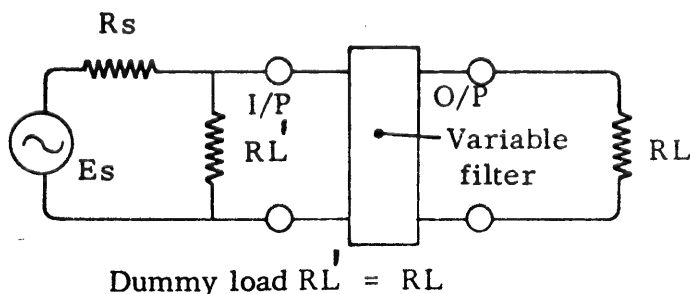 Rs
I/P
O/P
RL'
Es
Variable
filter
RL
Dummy load RL' = RL